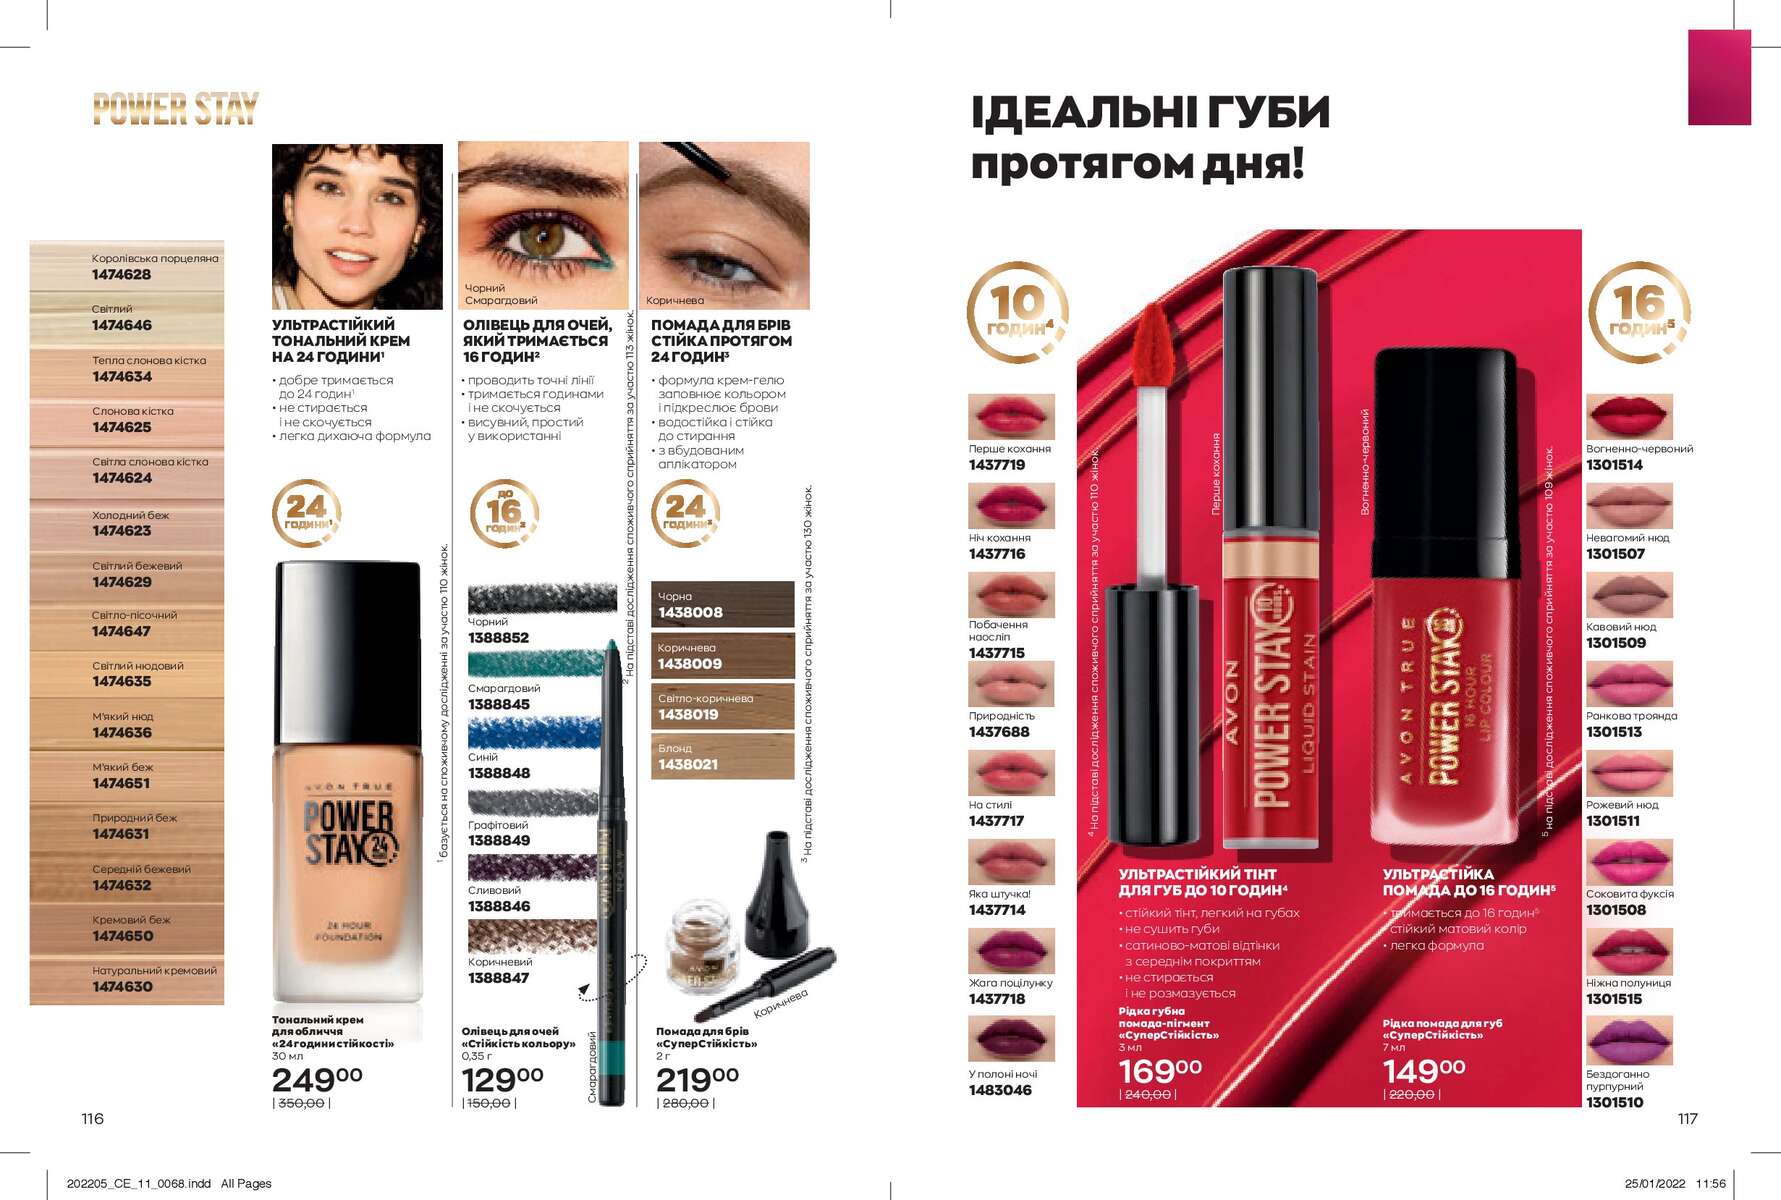 POWER STAY
Королівська порцеляна
1474628
Світлий
1474646
Тепла слонова кістка
1474634
Слонова кістка
1474625
Світла слонова кістка
1474624
Холодний беж
1474623
Світлий бежевий
1474629
Світло-пісочний
1474647
Світлий нюдовий
1474635
М'який нюд
1474636
М'який беж
1474651
Природний беж
1474631
Середній бежевий
1474632
Кремовий беж
1474650
Натуральний кремовий
1474630
УЛЬТРАСТІЙКИЙ
ТОНАЛЬНИЙ КРЕМ
НА 24 ГОДИНИ¹
• добре тримається
до 24 годин¹
• не стирається
і не скочується
• легка дихаюча формула
24
ГОДИНИ¹
AVON TRUE
POWER
STAY 24
24 HOUR
FOUNDATION
¹ базується на споживчому дослідженні за участю 110 жінок.
Тональний крем
для обличчя
«24 години стійкості»
30 мл
249⁰⁰
| 350,00 |
Чорний
Смарагдовий
ОЛІВЕЦЬ ДЛЯ ОЧЕЙ,
ЯКИЙ ТРИМАЄТЬСЯ
16 ГОДИН²
• проводить точні лінії
• тримається годинами
і не скочується
• висувний, простий
у використанні
ДО
16
ГОДИН²
Чорний
1388852
Смарагдовий
1388845
Синій
1388848
Графітовий
1388849
Сливовий
1388846
Коричневий
1388847
Смарагдовий
² На підставі дослідження споживчого сприйняття за участю 113 жінок.
Олівець для очей
«Стійкість кольору»
0,35 г
129⁰⁰
| 150,00 |
Коричнева
ПОМАДА ДЛЯ БРІВ
СТІЙКА ПРОТЯГОМ
24 ГОДИН³
• формула крем-гелю
заповнює кольором
і підкреслює брови
• водостійка і стійка
до стирання
• з вбудованим
аплікатором
24
ГОДИНИ³
Чорна
1438008
Коричнева
1438009
Світло-коричнева
1438019
Блонд
1438021
Коричнева
³ На підставі дослідження споживчого сприйняття за участю 130 жінок.
Помада для брів
«СуперСтійкість»
2 г
219⁰⁰
| 280,00 |
116
ІДЕАЛЬНІ ГУБИ
протягом дня!
10
ГОДИН⁴
Перше кохання
1437719
Ніч кохання
1437716
Побачення
наосліп
1437715
Природність
1437688
На стилі
1437717
Яка штучка!
1437714
Жага поцілунку
1437718
У полоні ночі
1483046
⁴ На підставі дослідження споживчого сприйняття за участю 110 жінок.
Перше кохання
AVON
POWER STAY 10
LIQUID STAIN
УЛЬТРАСТІЙКИЙ ТІНТ
ДЛЯ ГУБ ДО 10 ГОДИН⁴
• стійкий тінт, легкий на губах
• не сушить губи
• сатиново-матові відтінки
з середнім покриттям
• не стирається
і не розмазується
Рідка губна
помада-пігмент
«СуперСтійкість»
3 мл
169⁰⁰
| 240,00 |
Вогненно-червоний
AVON TRUE
POWER STAY
16 HOUR
LIP COLOUR
⁵ На підставі дослідження споживчого сприйняття за участю 109 жінок.
УЛЬТРАСТІЙКА
ПОМАДА ДО 16 ГОДИН⁵
• тримається до 16 годин⁵
• стійкий матовий колір
• легка формула
Рідка помада для губ
«СуперСтійкість»
7 мл
149⁰⁰
| 220,00 |
16
ГОДИН⁵
Вогненно-червоний
1301514
Невагомий нюд
1301507
Кавовий нюд
1301509
Ранкова троянда
1301513
Рожевий нюд
1301511
Соковита фуксія
1301508
Ніжна полуниця
1301515
Бездоганно
пурпурний
1301510
117
202205_CE_11_0068.indd All Pages
25/01/2022 11:56